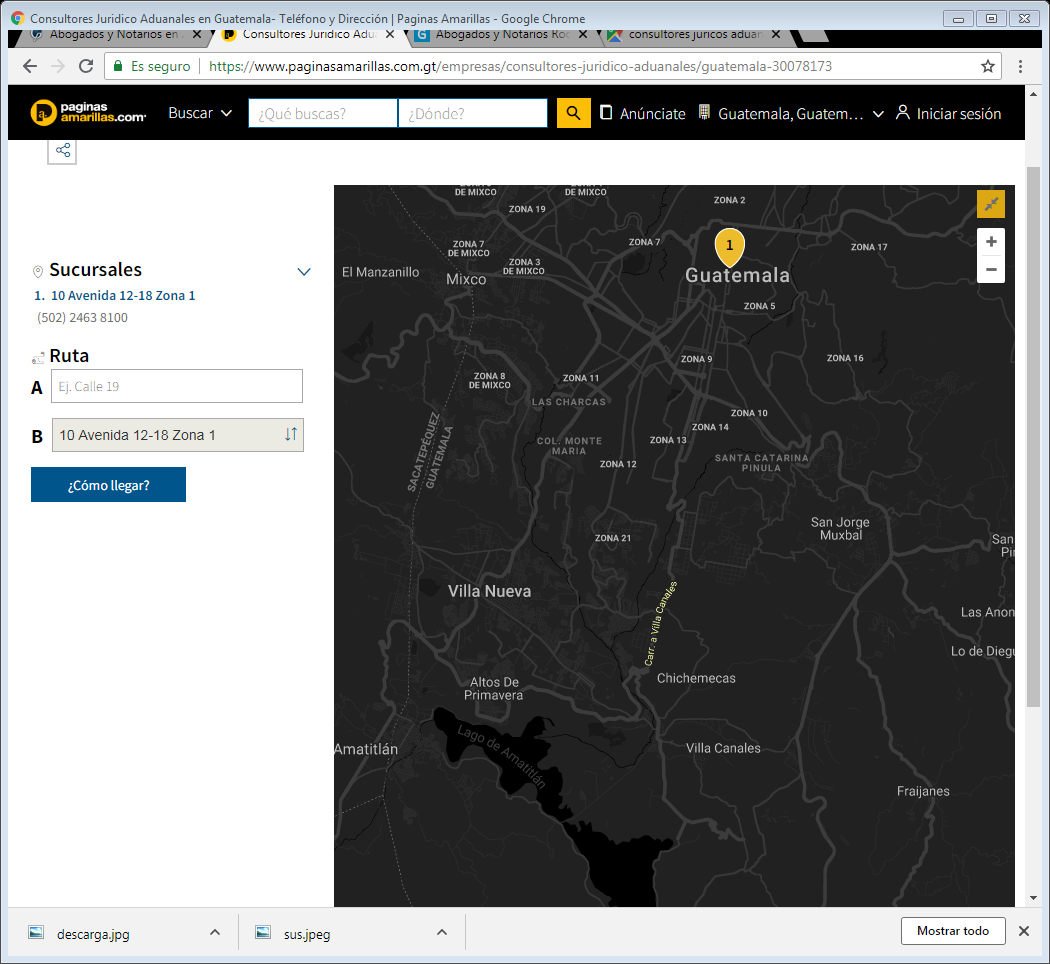 Consultores Juridico Aduanales en Guatemala- Teléfono y Dirección | Paginas Amarillas - Google Chrome
Abogados y Notarios en
Consultores Juridico Adua
Abogados y Notarios Roc
consultores juricos aduan
Es seguro
https://www.paginasamarillas.com.gt/empresas/consultores-juridico-aduanales/guatemala-30078173
paginas
amarillas.com
Buscar
¿Qué buscas?
¿Dónde?
Anúnciate
Guatemala, Guatem...
Iniciar sesión
Sucursales
1. 10 Avenida 12-18 Zona 1
(502) 2463 8100
Ruta
A
Ej. Calle 19
B
10 Avenida 12-18 Zona 1
¿Cómo llegar?
DE MIXCO
DE MIXCO
ZONA 2
ZONA 19
ZONA 7
DE MIXCO
ZONA 7
1
ZONA 17
ZONA 3
DE MIXCO
El Manzanillo
Mixco
Guatemala
ZONA 5
ZONA 9
ZONA 16
ZONA 8
DE MIXCO
ZONA 11
LAS CHARCAS
ZONA 10
ZONA 14
ZONA 13
COL. MONTE
MARIA
SACATEPÉQUEZ
GUATEMALA
ZONA 12
SANTA CATARINA
PINULA
San Jorge
Muxbal
ZONA 21
San
Pi
Villa Nueva
Carr. a Villa Canales
Las Anon
Lo de Diegu
Chichemecas
Altos De
Primavera
Lago de Amatitlán
Amatitlán
Villa Canales
Fraijanes
descarga.jpg
sus.jpeg
Mostrar todo